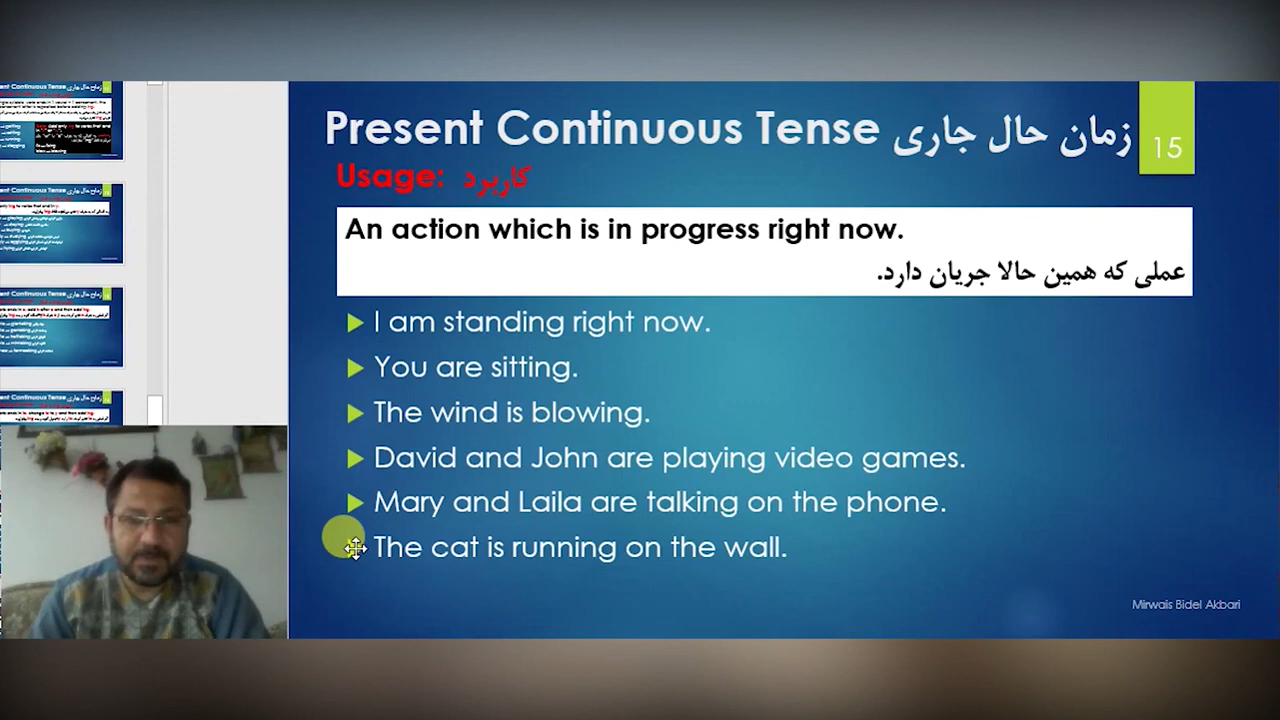 Present Continuous Tense زمان حال جاری
15
Usage: کاربرد
An action which is in progress right now.
عملی که همین حالا جریان دارد.
I am standing right now.
You are sitting.
The wind is blowing.
David and John are playing video games.
Mary and Laila are talking on the phone.
The cat is running on the wall.
Mirwais Bidel Akbari